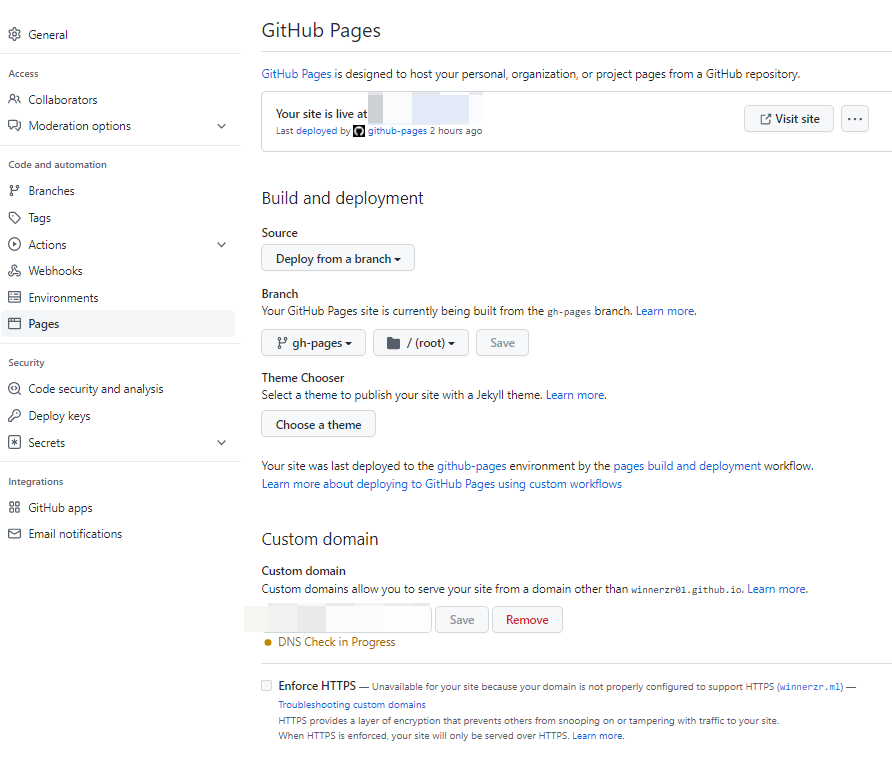 General
Access
Collaborators
Moderation options
Code and automation
Branches
Tags
Actions
Webhooks
Environments
Pages
Security
Code security and analysis
Deploy keys
Secrets
Integrations
GitHub apps
Email notifications
GitHub Pages
GitHub Pages is designed to host your personal, organization, or project pages from a GitHub repository.
Your site is live at
Visit site
Last deployed by github-pages 2 hours ago
Build and deployment
Source
Deploy from a branch
Branch
Your GitHub Pages site is currently being built from the gh-pages branch. Learn more.
gh-pages / (root) Save
Theme Chooser
Select a theme to publish your site with a Jekyll theme. Learn more.
Choose a theme
Your site was last deployed to the github-pages environment by the pages build and deployment workflow.
Learn more about deploying to GitHub Pages using custom workflows
Custom domain
Custom domain
Custom domains allow you to serve your site from a domain other than winnerzr01.github.io. Learn more.
Save Remove
DNS Check in Progress
Enforce HTTPS — Unavailable for your site because your domain is not properly configured to support HTTPS (winnerzr.ml) —
Troubleshooting custom domains
HTTPS provides a layer of encryption that prevents others from snooping on or tampering with traffic to your site.
When HTTPS is enforced, your site will only be served over HTTPS. Learn more.